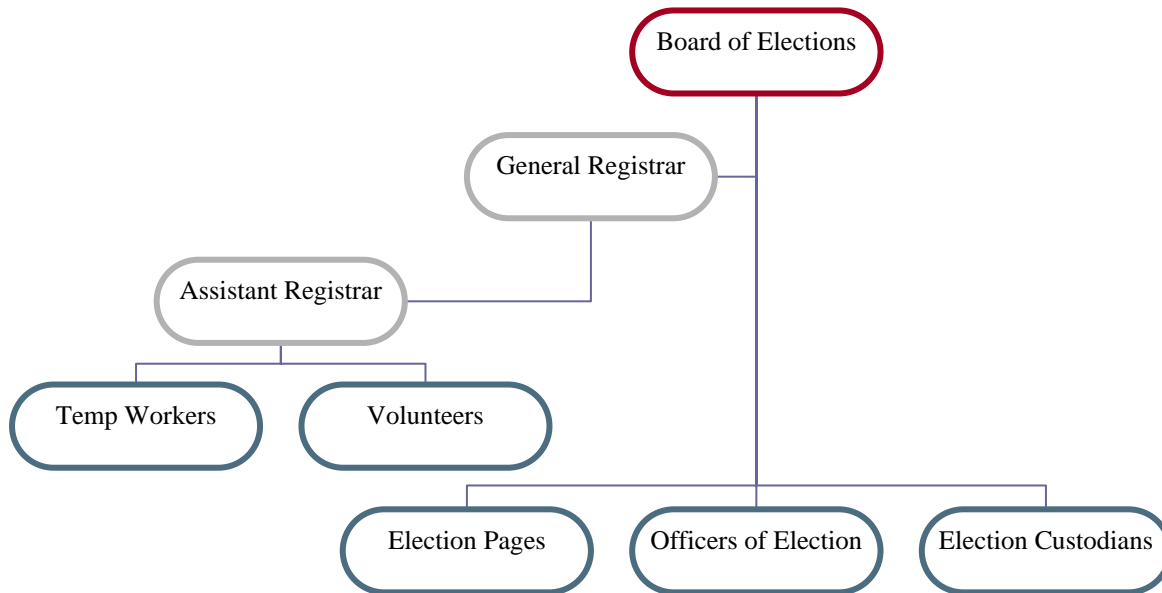 Board of Elections
General Registrar
Assistant Registrar
Temp Workers
Volunteers
Election Pages
Officers of Election
Election Custodians